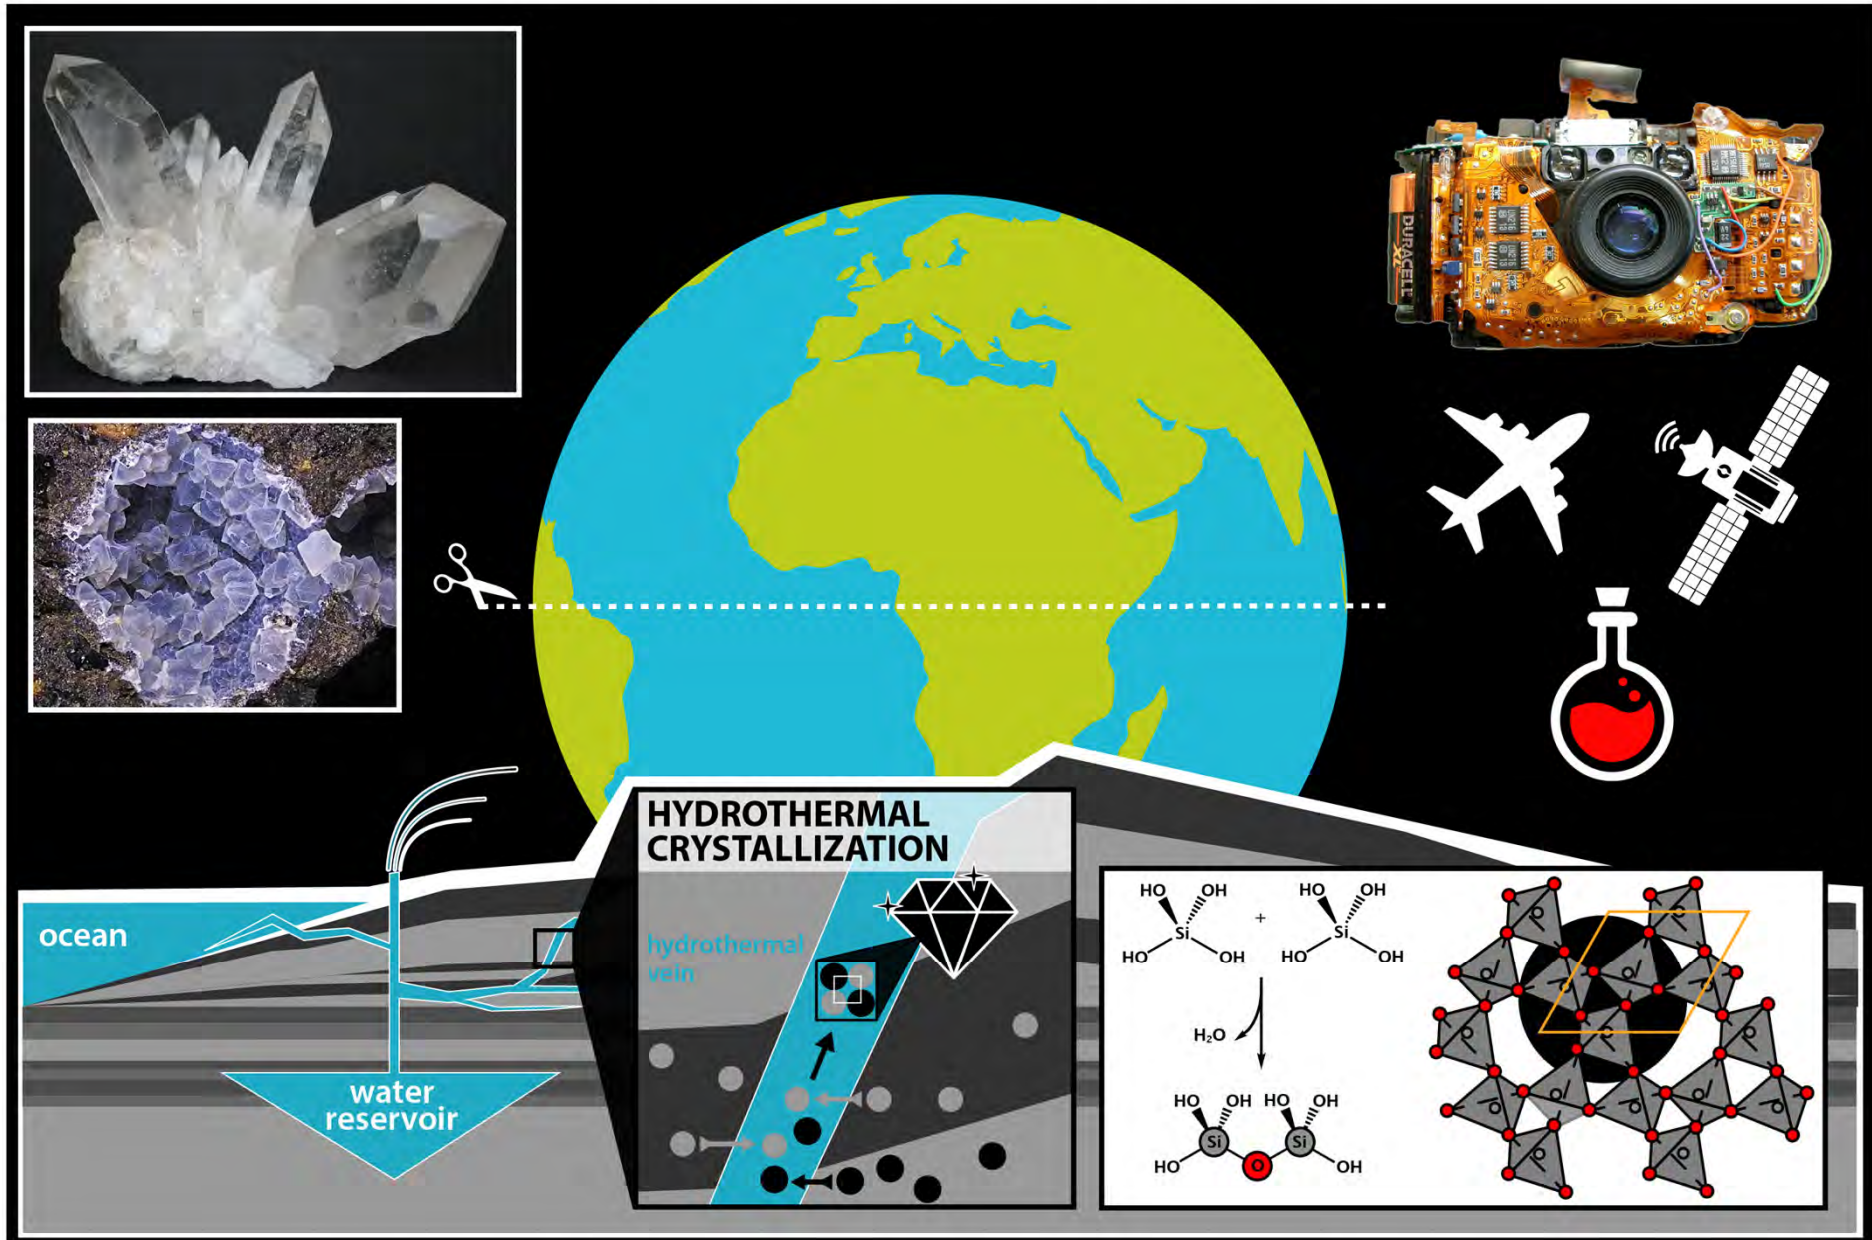 DURACELL
XL
HYDROTHERMAL
CRYSTALLIZATION
ocean
hydrothermal
vein
water
reservoir
HO OH HO OH
Si + Si
HO OH HO OH
H₂O
HO OH HO OH
Si Si
HO O OH